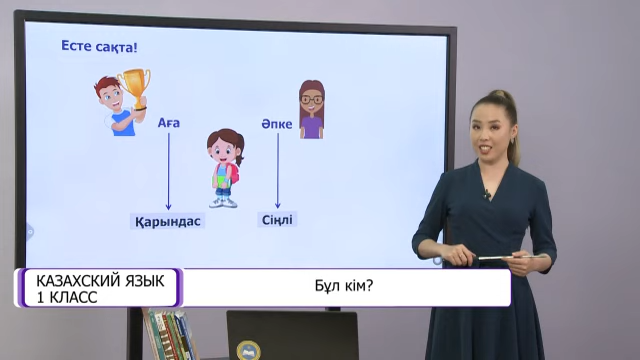 Есте сақта!
Аға
Әпке
Қарындас
Сіңлі
КАЗАХСКИЙ ЯЗЫК
1 КЛАСС
Бұл кім?